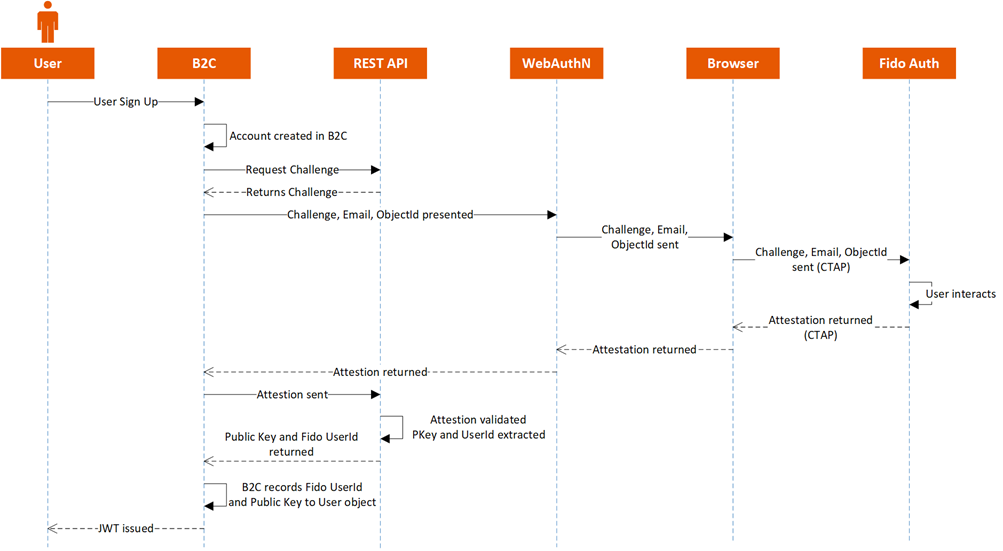 User
B2C
REST API
WebAuthN
Browser
Fido Auth
User Sign Up
Account created in B2C
Request Challenge
Returns Challenge
Challenge, Email, ObjectId presented
Challenge, Email,
ObjectId sent
Challenge, Email, ObjectId
sent (CTAP)
User interacts
Attestation returned
(CTAP)
Attestation returned
Attestion returned
Attestion sent
Attestion validated
PKey and UserId extracted
Public Key and Fido UserId
returned
B2C records Fido UserId
and Public Key to User object
JWT issued